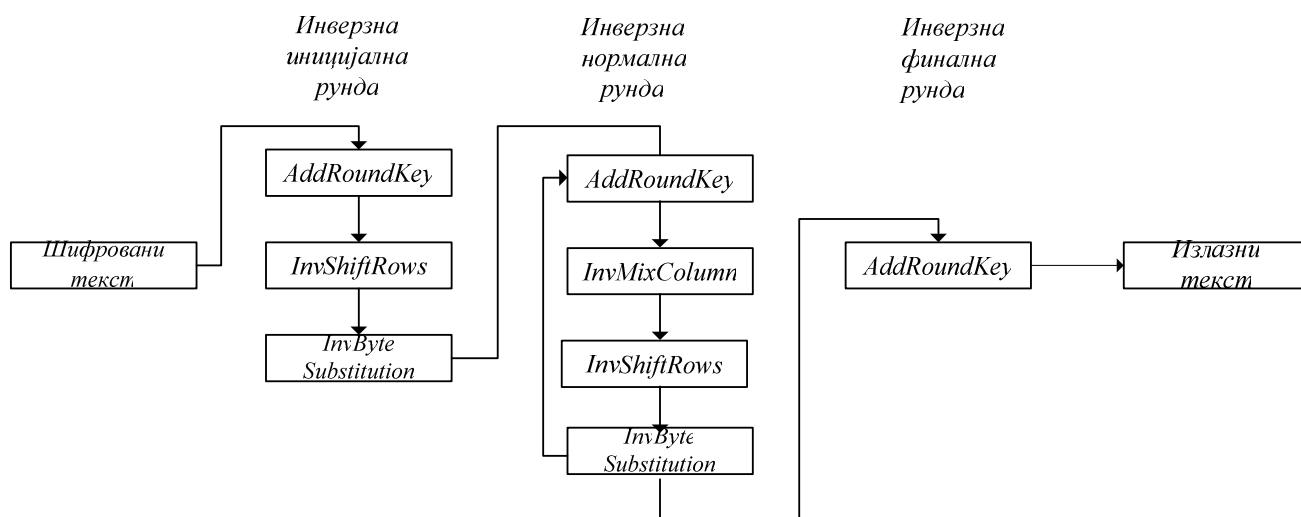 Инверзна
иницијална
рунда
Инверзна
нормална
рунда
Инверзна
финална
рунда
Шифровани
текст
AddRoundKey
InvShiftRows
InvByte
Substitution
AddRoundKey
InvMixColumn
InvShiftRows
InvByte
Substitution
AddRoundKey
Излазни
текст